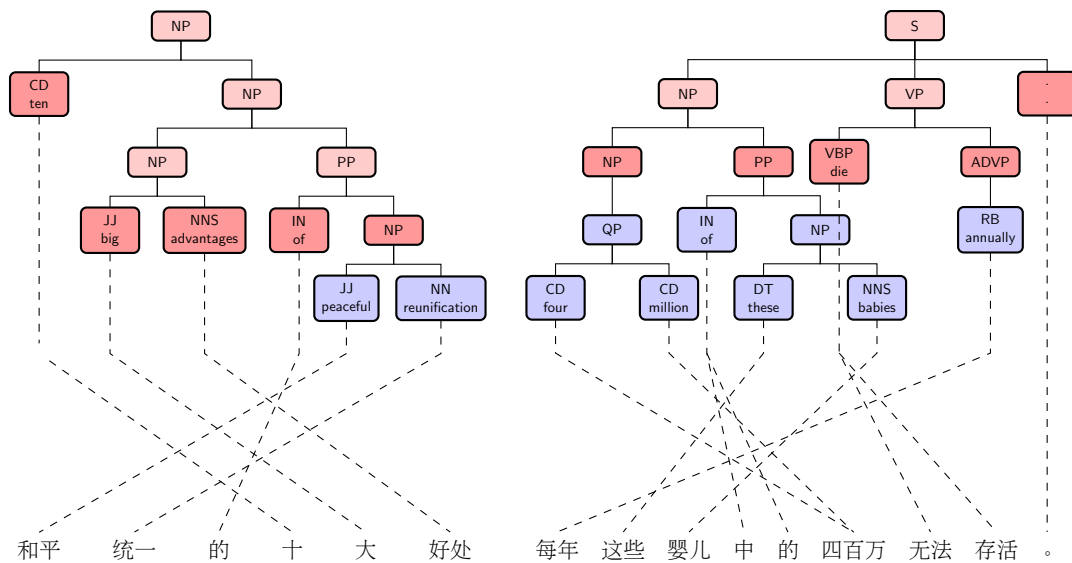 NP S
CD ten NP NP VP . .
NP PP NP PP VBP die ADVP
JJ big NNS advantages IN of NP QP IN of NP RB annually
JJ peaceful NN reunification CD four CD million DT these NNS babies
和平 统一 的 十 大 好处 每年 这些 婴儿 中 的 四百万 无法 存活 。